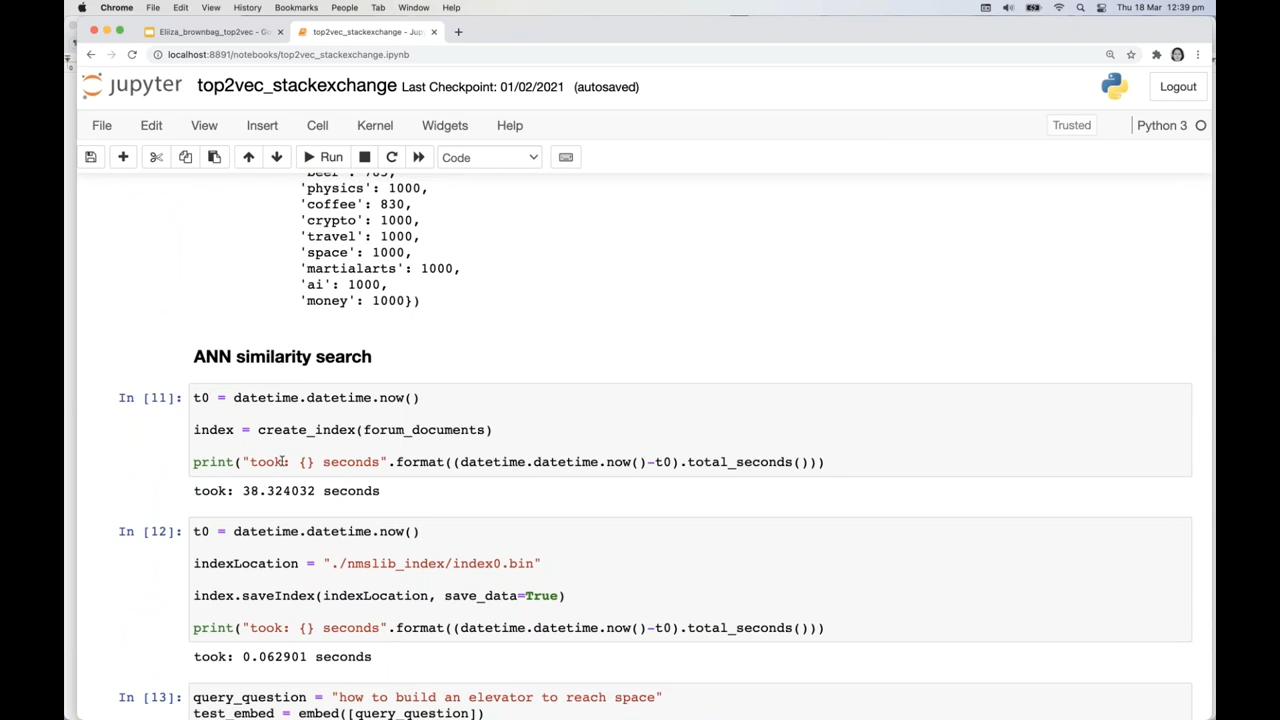 Chrome File Edit View History Bookmarks People Tab Window Help Thu 18 Mar 12:39 pm
Eliiza_brownbag_top2vec - Go top2vec_stackexchange - Jup
localhost:8891/notebooks/top2vec_stackexchange.ipynb
jupyter top2vec_stackexchange Last Checkpoint: 01/02/2021 (autosaved) Logout
File Edit View Insert Cell Kernel Widgets Help Trusted Python 3
Run Code
'beer': 765,
'physics': 1000,
'coffee': 830,
'crypto': 1000,
'travel': 1000,
'space': 1000,
'martialarts': 1000,
'ai': 1000,
'money': 1000})
ANN similarity search
In [11]: t0 = datetime.datetime.now()
index = create_index(forum_documents)
print("took: {} seconds".format((datetime.datetime.now()-t0).total_seconds()))
took: 38.324032 seconds
In [12]: t0 = datetime.datetime.now()
indexLocation = "./nmslib_index/index0.bin"
index.saveIndex(indexLocation, save_data=True)
print("took: {} seconds".format((datetime.datetime.now()-t0).total_seconds()))
took: 0.062901 seconds
In [13]: query_question = "how to build an elevator to reach space"
test_embed = embed([query_question])